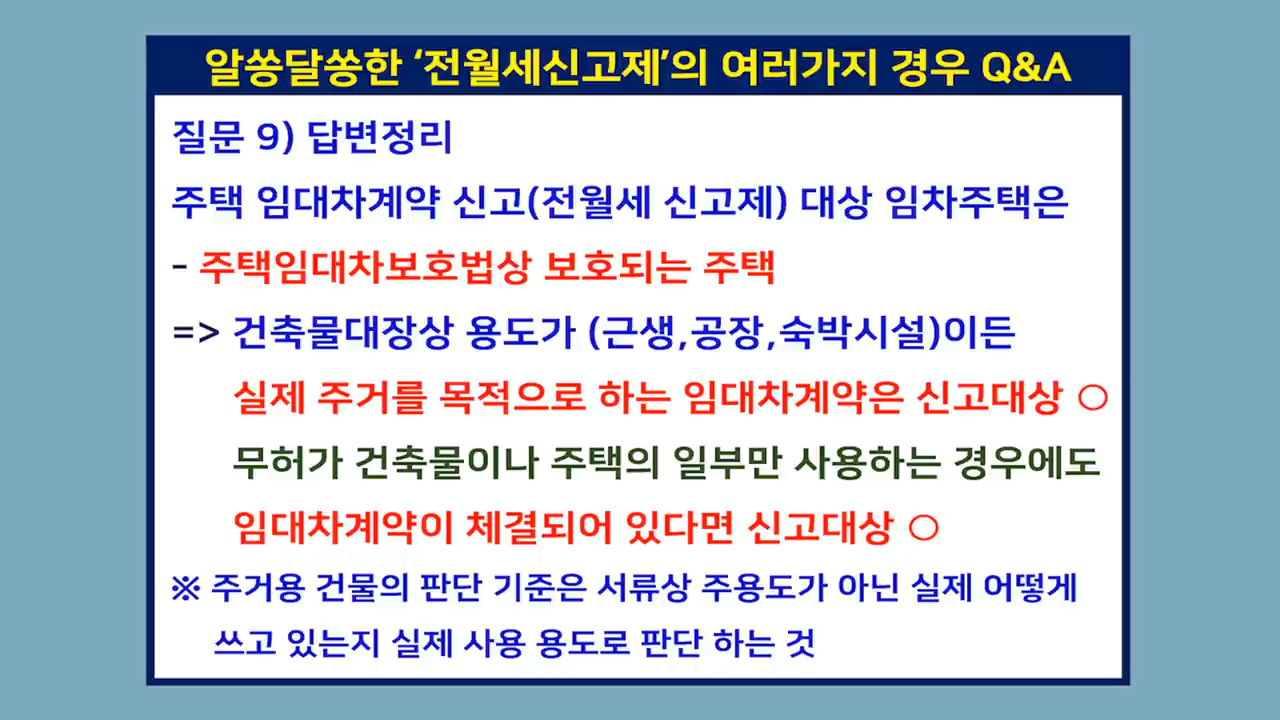 알쏭달쏭한 ‘전월세신고제’의 여러가지 경우 Q&A
질문 9) 답변정리
주택 임대차계약 신고(전월세 신고제) 대상 임차주택은
- 주택임대차보호법상 보호되는 주택
=> 건축물대장상 용도가 (근생,공장,숙박시설)이든
실제 주거를 목적으로 하는 임대차계약은 신고대상 ○
무허가 건축물이나 주택의 일부만 사용하는 경우에도
임대차계약이 체결되어 있다면 신고대상 ○
※ 주거용 건물의 판단 기준은 서류상 주용도가 아닌 실제 어떻게
쓰고 있는지 실제 사용 용도로 판단 하는 것